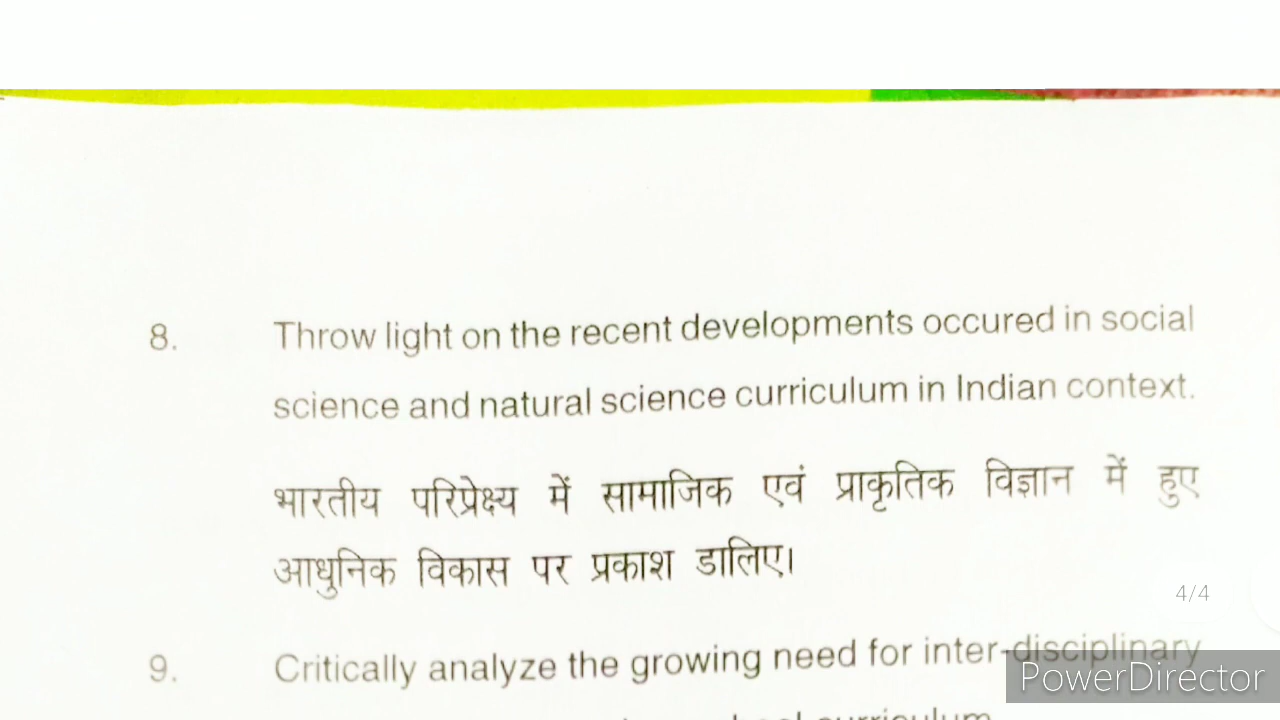 8. Throw light on the recent developments occured in social
science and natural science curriculum in Indian context.
भारतीय परिप्रेक्ष्य में सामाजिक एवं प्राकृतिक विज्ञान में हुए
आधुनिक विकास पर प्रकाश डालिए।
4/4
9. Critically analyze the growing need for inter-disciplinary
PowerDirector
curriculum